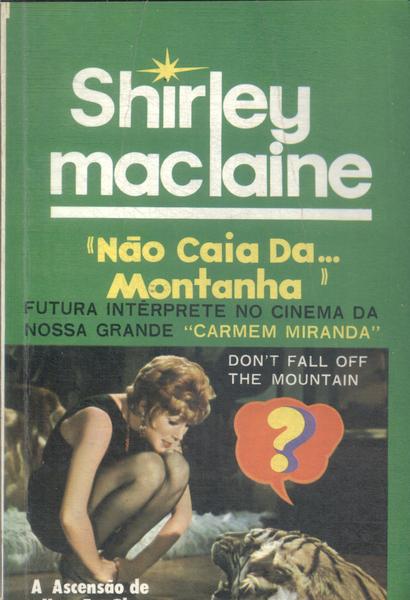 Shirley
maclaine
“Não Caia Da...
Montanha”
FUTURA INTÉRPRETE NO CINEMA DA
NOSSA GRANDE “CARMEM MIRANDA”
DON'T FALL OFF
THE MOUNTAIN
?
A Ascensão de